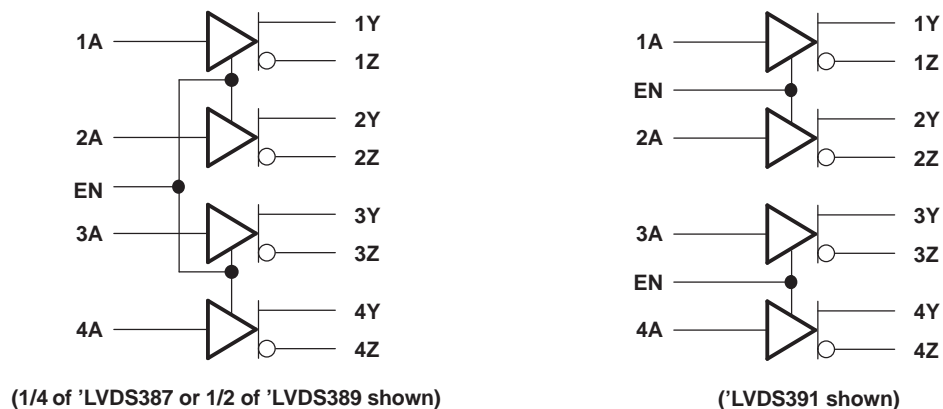 1A
1Y
1Z
2A
2Y
2Z
EN
3A
3Y
3Z
4A
4Y
4Z
(1/4 of ’LVDS387 or 1/2 of ’LVDS389 shown)
1A
1Y
1Z
EN
2A
2Y
2Z
3A
3Y
3Z
EN
4A
4Y
4Z
(’LVDS391 shown)